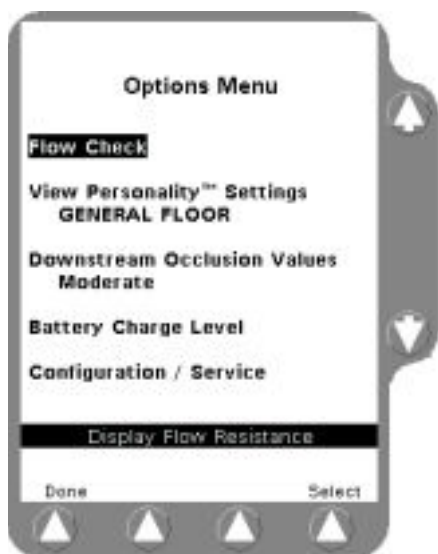 Options Menu
Flow Check
View Personality™ Settings
GENERAL FLOOR
Downstream Occlusion Values
Moderate
Battery Charge Level
Configuration / Service
Display Flow Resistance
Done Select